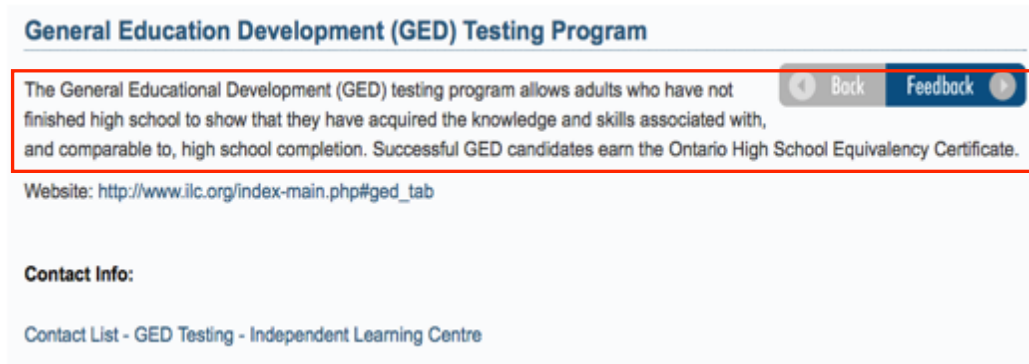 General Education Development (GED) Testing Program
Back Feedback
The General Educational Development (GED) testing program allows adults who have not
finished high school to show that they have acquired the knowledge and skills associated with,
and comparable to, high school completion. Successful GED candidates earn the Ontario High School Equivalency Certificate.
Website: http://www.ilc.org/index-main.php#ged_tab
Contact Info:
Contact List - GED Testing - Independent Learning Centre